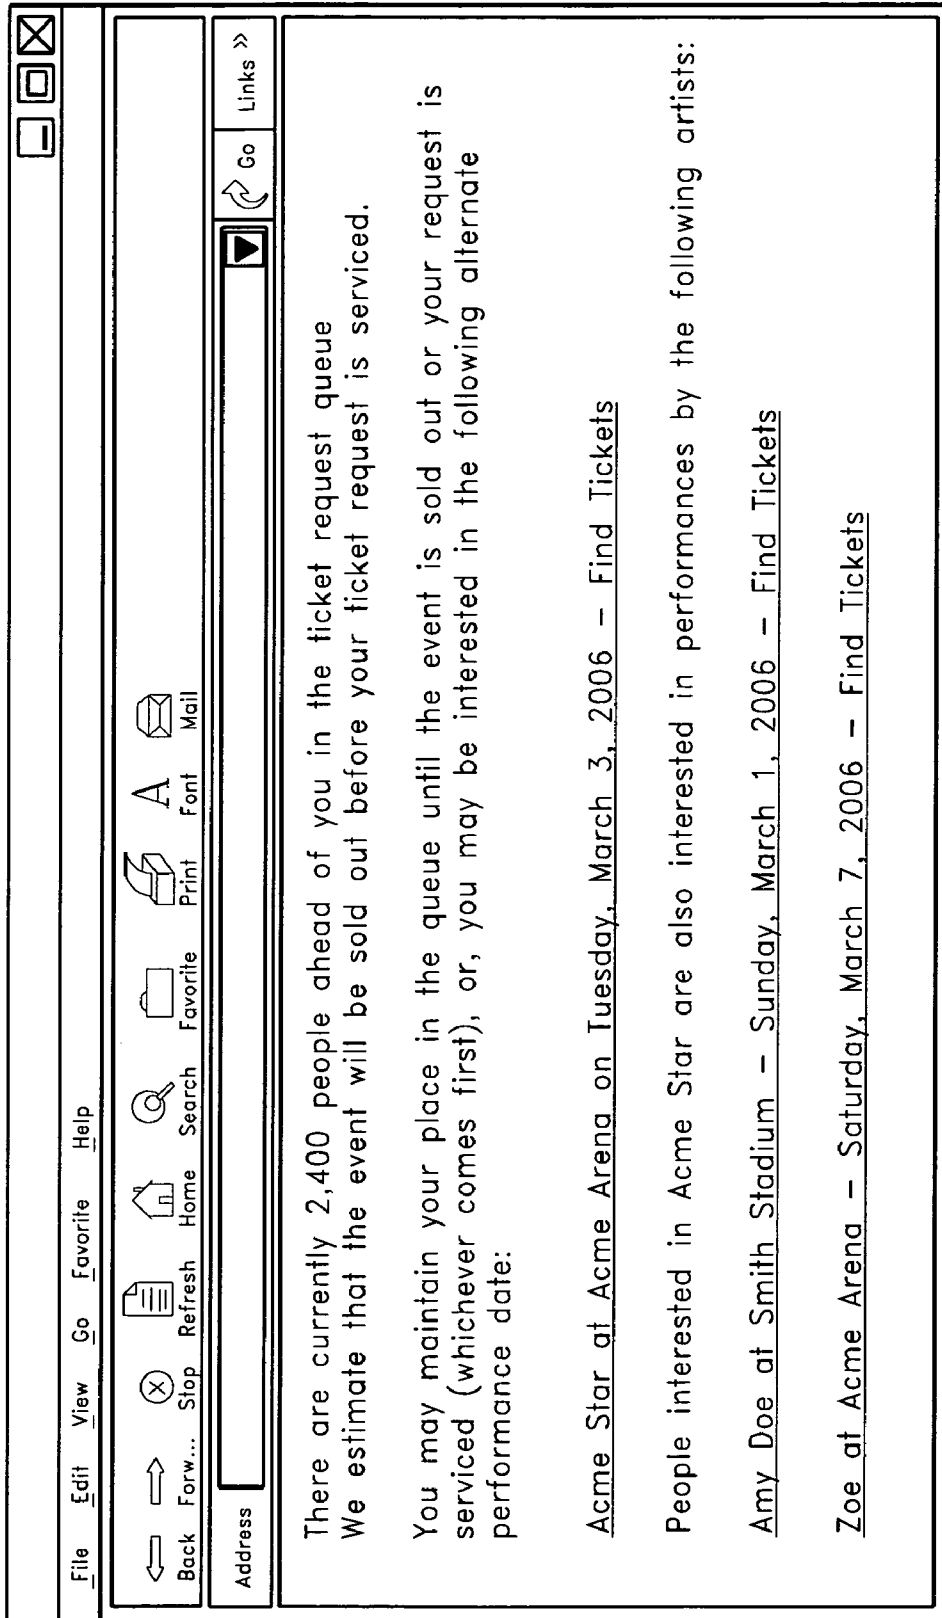 File Edit View Go Favorite Help
Back Forw... Stop Refresh Home Search Favorite Print Font Mail
Address Go Links »
There are currently 2,400 people ahead of you in the ticket request queue
We estimate that the event will be sold out before your ticket request is serviced.
You may maintain your place in the queue until the event is sold out or your request is
serviced (whichever comes first), or, you may be interested in the following alternate
performance date:
Acme Star at Acme Arena on Tuesday, March 3, 2006 – Find Tickets
People interested in Acme Star are also interested in performances by the following artists:
Amy Doe at Smith Stadium – Sunday, March 1, 2006 – Find Tickets
Zoe at Acme Arena – Saturday, March 7, 2006 – Find Tickets